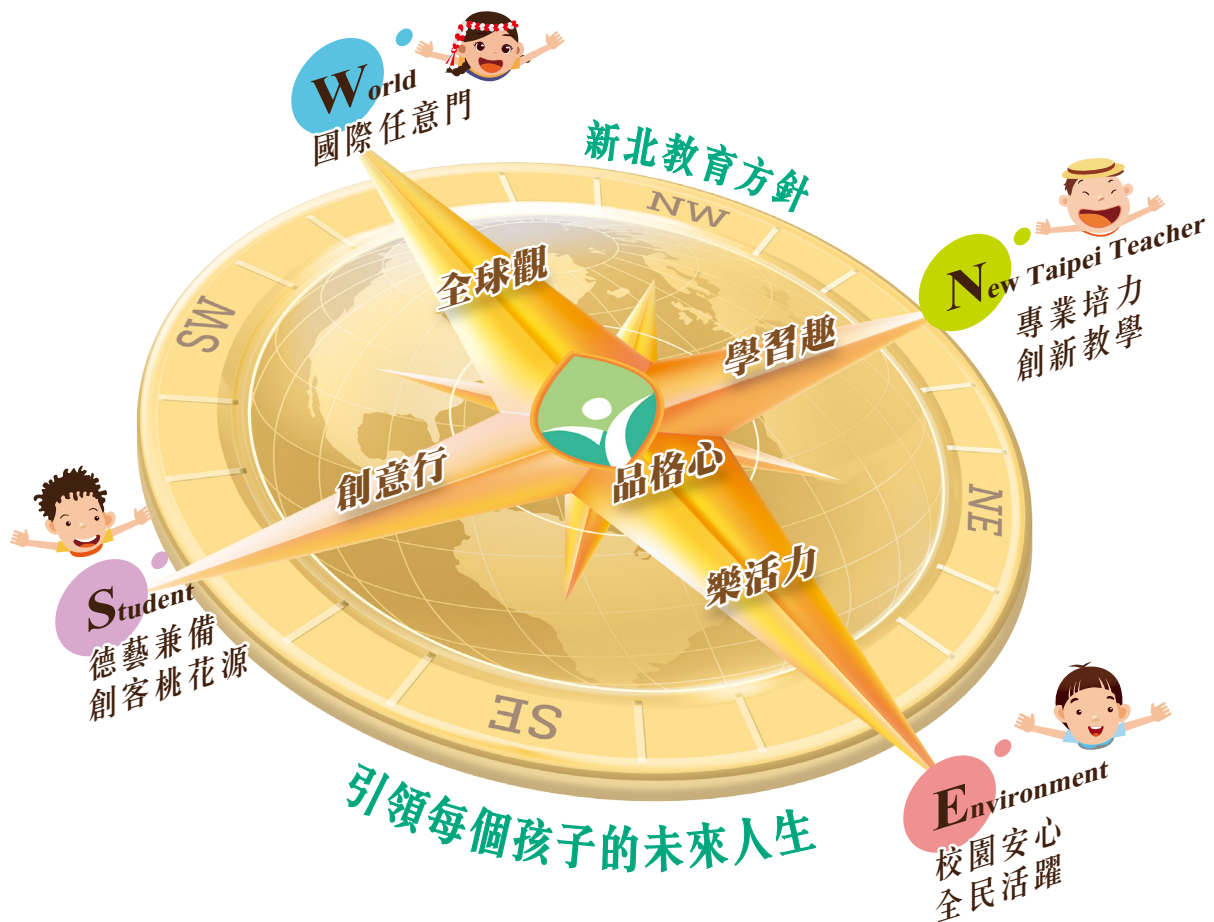 World
國際任意門
新北教育方針
NW
New Taipei Teacher
專業培力
創新教學
全球觀
學習趣
SW
創意行
品格心
NE
樂活力
Student
德藝兼備
創客桃花源
SE
Environment
校園安心
全民活躍
引領每個孩子的未來人生